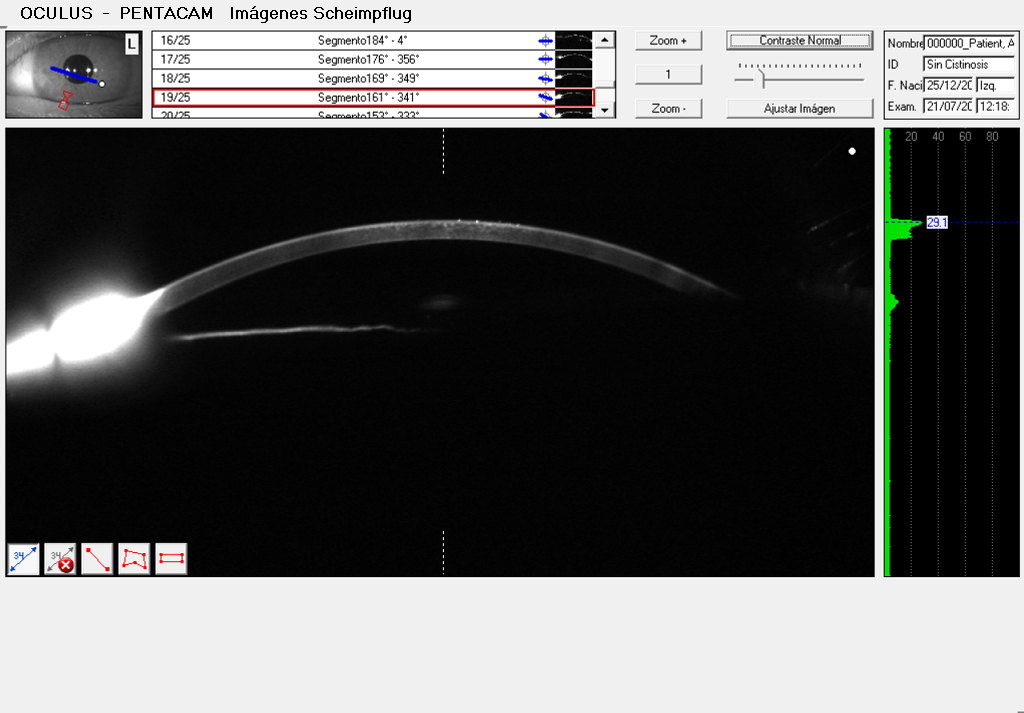 OCULUS - PENTACAM Imágenes Scheimpflug
L
16/25 Segmento184° - 4°
17/25 Segmento176° - 356°
18/25 Segmento169° - 349°
19/25 Segmento161° - 341°
20/25 Segmento153° - 333°
Zoom +
1
Zoom -
Contraste Normal
Ajustar Imágen
Nombre 000000_Patient, A
ID Sin Cistinosis
F. Naci 25/12/20 Izq.
Exam. 21/07/20 12:18:
20 40 60 80
29.1
34 34